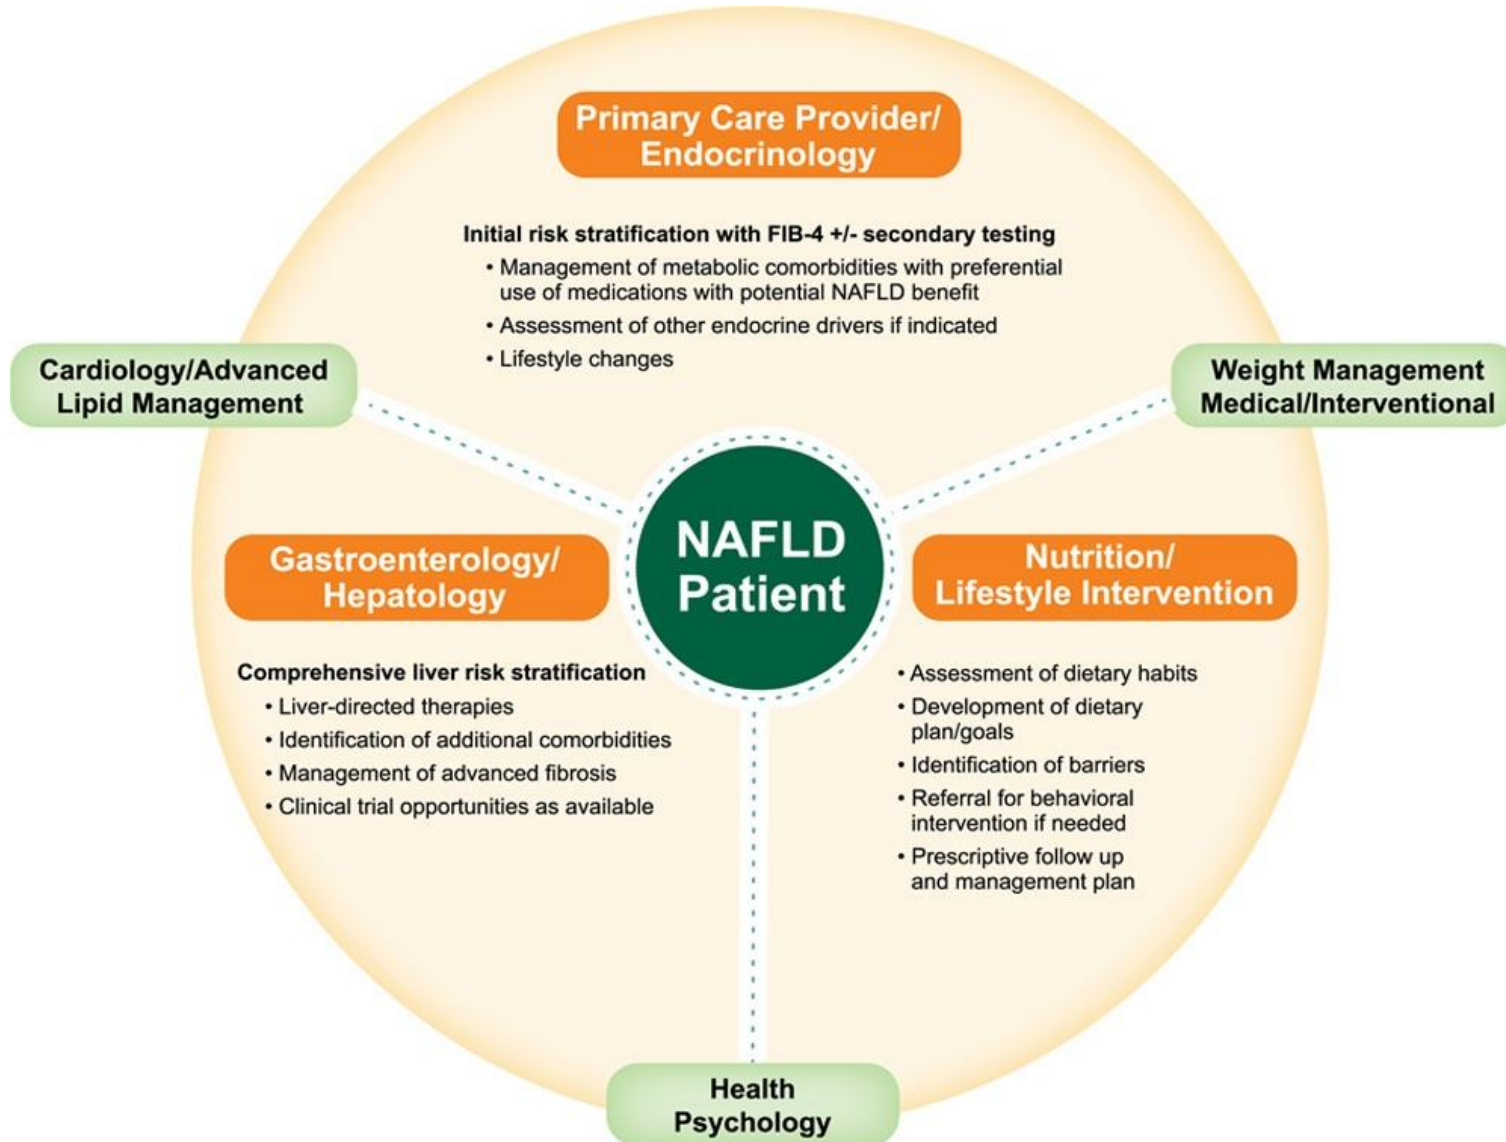 Primary Care Provider/
Endocrinology
Initial risk stratification with FIB-4 +/- secondary testing
• Management of metabolic comorbidities with preferential
use of medications with potential NAFLD benefit
• Assessment of other endocrine drivers if indicated
• Lifestyle changes
Cardiology/Advanced
Lipid Management
Weight Management
Medical/Interventional
NAFLD
Patient
Gastroenterology/
Hepatology
Comprehensive liver risk stratification
• Liver-directed therapies
• Identification of additional comorbidities
• Management of advanced fibrosis
• Clinical trial opportunities as available
Nutrition/
Lifestyle Intervention
• Assessment of dietary habits
• Development of dietary
plan/goals
• Identification of barriers
• Referral for behavioral
intervention if needed
• Prescriptive follow up
and management plan
Health
Psychology